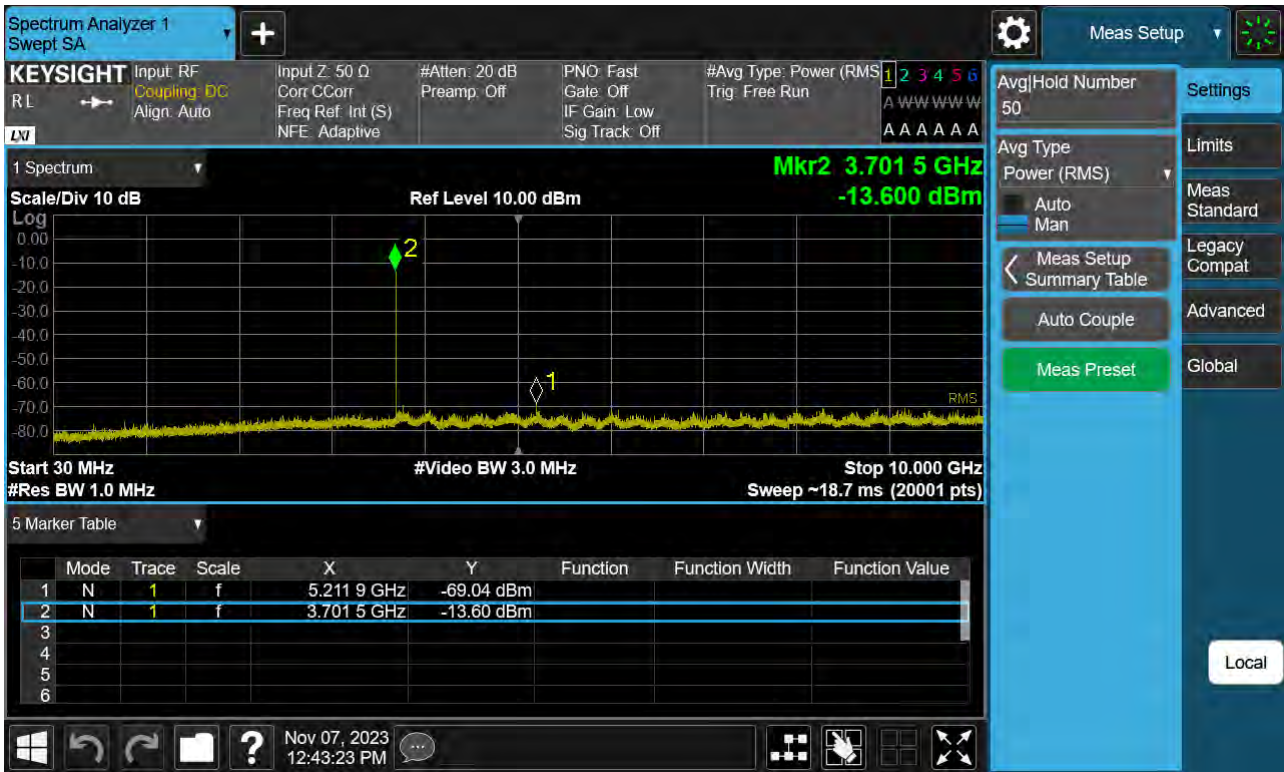 Spectrum Analyzer 1
Swept SA
Meas Setup
KEYSIGHT
RL
LXI
Input: RF
Coupling: DC
Align: Auto
Input Z: 50 Ω
Corr CCorr
Freq Ref: Int (S)
NFE: Adaptive
#Atten: 20 dB
Preamp: Off
PNO: Fast
Gate: Off
IF Gain: Low
Sig Track: Off
#Avg Type: Power (RMS
Trig: Free Run
1 2 3 4 5 6
A W W W W W
A A A A A A
1 Spectrum
Mkr2 3.701 5 GHz
Scale/Div 10 dB Ref Level 10.00 dBm -13.600 dBm
Log
0.00
-10.0
-20.0
-30.0
-40.0
-50.0
-60.0
-70.0
-80.0
2
1
RMS
Start 30 MHz #Video BW 3.0 MHz Stop 10.000 GHz
#Res BW 1.0 MHz Sweep ~18.7 ms (20001 pts)
5 Marker Table
Mode Trace Scale X Y Function Function Width Function Value
1 N 1 f 5.211 9 GHz -69.04 dBm
2 N 1 f 3.701 5 GHz -13.60 dBm
3
4
5
6
Avg|Hold Number
50
Avg Type
Power (RMS)
Auto
Man
Meas Setup
Summary Table
Auto Couple
Meas Preset
Settings
Limits
Meas
Standard
Legacy
Compat
Advanced
Global
Local
?
Nov 07, 2023
12:43:23 PM